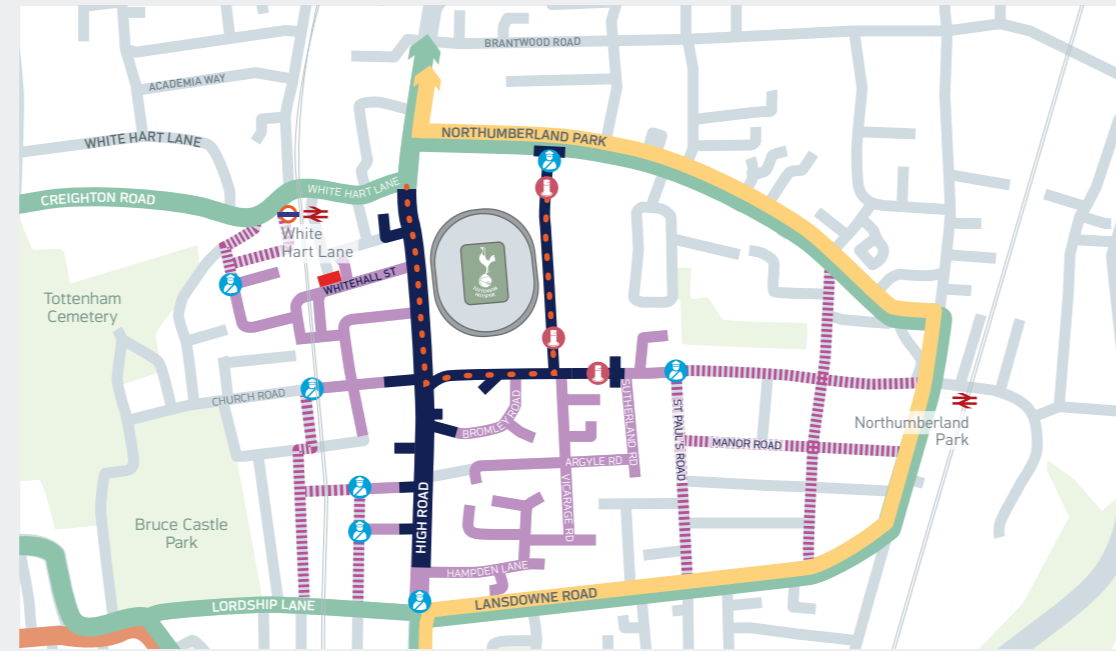 BRANTWOOD ROAD
ACADEMIA WAY
WHITE HART LANE
NORTHUMBERLAND PARK
CREIGHTON ROAD
WHITE HART LANE
White
Hart Lane
WHITEHALL ST
TOTTENHAM
HOTSPUR
Tottenham
Cemetery
CHURCH ROAD
BROMLEY ROAD
SUTHERLAND RD
ST PAUL'S ROAD
Northumberland
Park
MANOR ROAD
ARGYLE RD
VICARAGE RD
HIGH ROAD
Bruce Castle
Park
HAMPDEN LANE
LORDSHIP LANE
LANSDOWNE ROAD